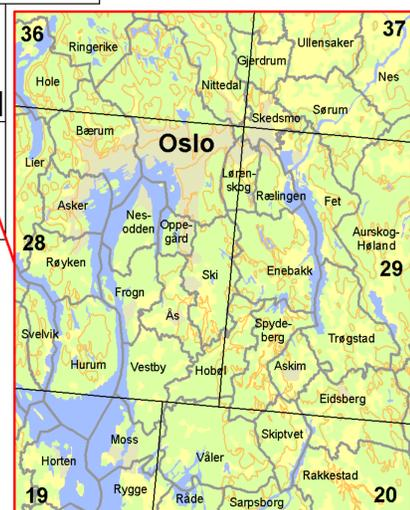 36
37
Ringerike
Ullensaker
Gjerdrum
Hole
Nittedal
Nes
Sørum
Skedsmo
Bærum
Oslo
Lier
Løren-
skog
Rælingen
Fet
Asker
Nes-
odden
Oppe-
gård
Aurskog-
Høland
28
Røyken
Ski
Enebakk
29
Frogn
Ås
Spyde-
berg
Svelvik
Trøgstad
Hurum
Vestby
Hobøl
Askim
Eidsberg
Skiptvet
Moss
Horten
Våler
Rakkestad
19
Rygge
Råde
Sarpsborg
20